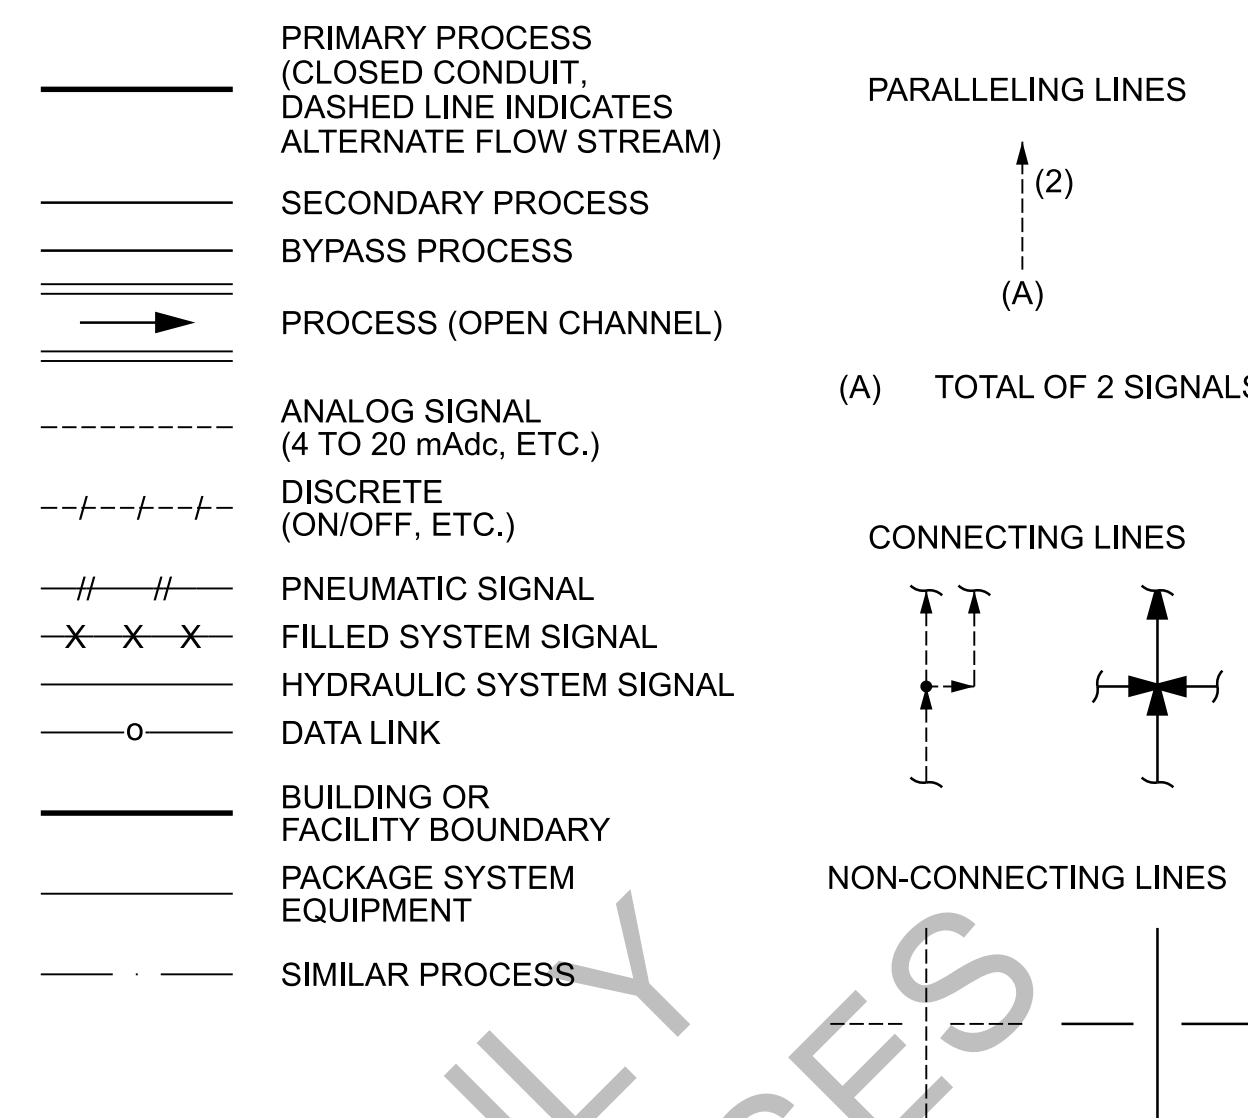 PRIMARY PROCESS
(CLOSED CONDUIT,
DASHED LINE INDICATES
ALTERNATE FLOW STREAM)
SECONDARY PROCESS
BYPASS PROCESS
PROCESS (OPEN CHANNEL)
ANALOG SIGNAL
(4 TO 20 mAdc, ETC.)
DISCRETE
(ON/OFF, ETC.)
PNEUMATIC SIGNAL
X X X
FILLED SYSTEM SIGNAL
HYDRAULIC SYSTEM SIGNAL
o
DATA LINK
BUILDING OR
FACILITY BOUNDARY
PACKAGE SYSTEM
EQUIPMENT
SIMILAR PROCESS
PARALLELING LINES
(2)
(A)
(A) TOTAL OF 2 SIGNALS
CONNECTING LINES
NON-CONNECTING LINES